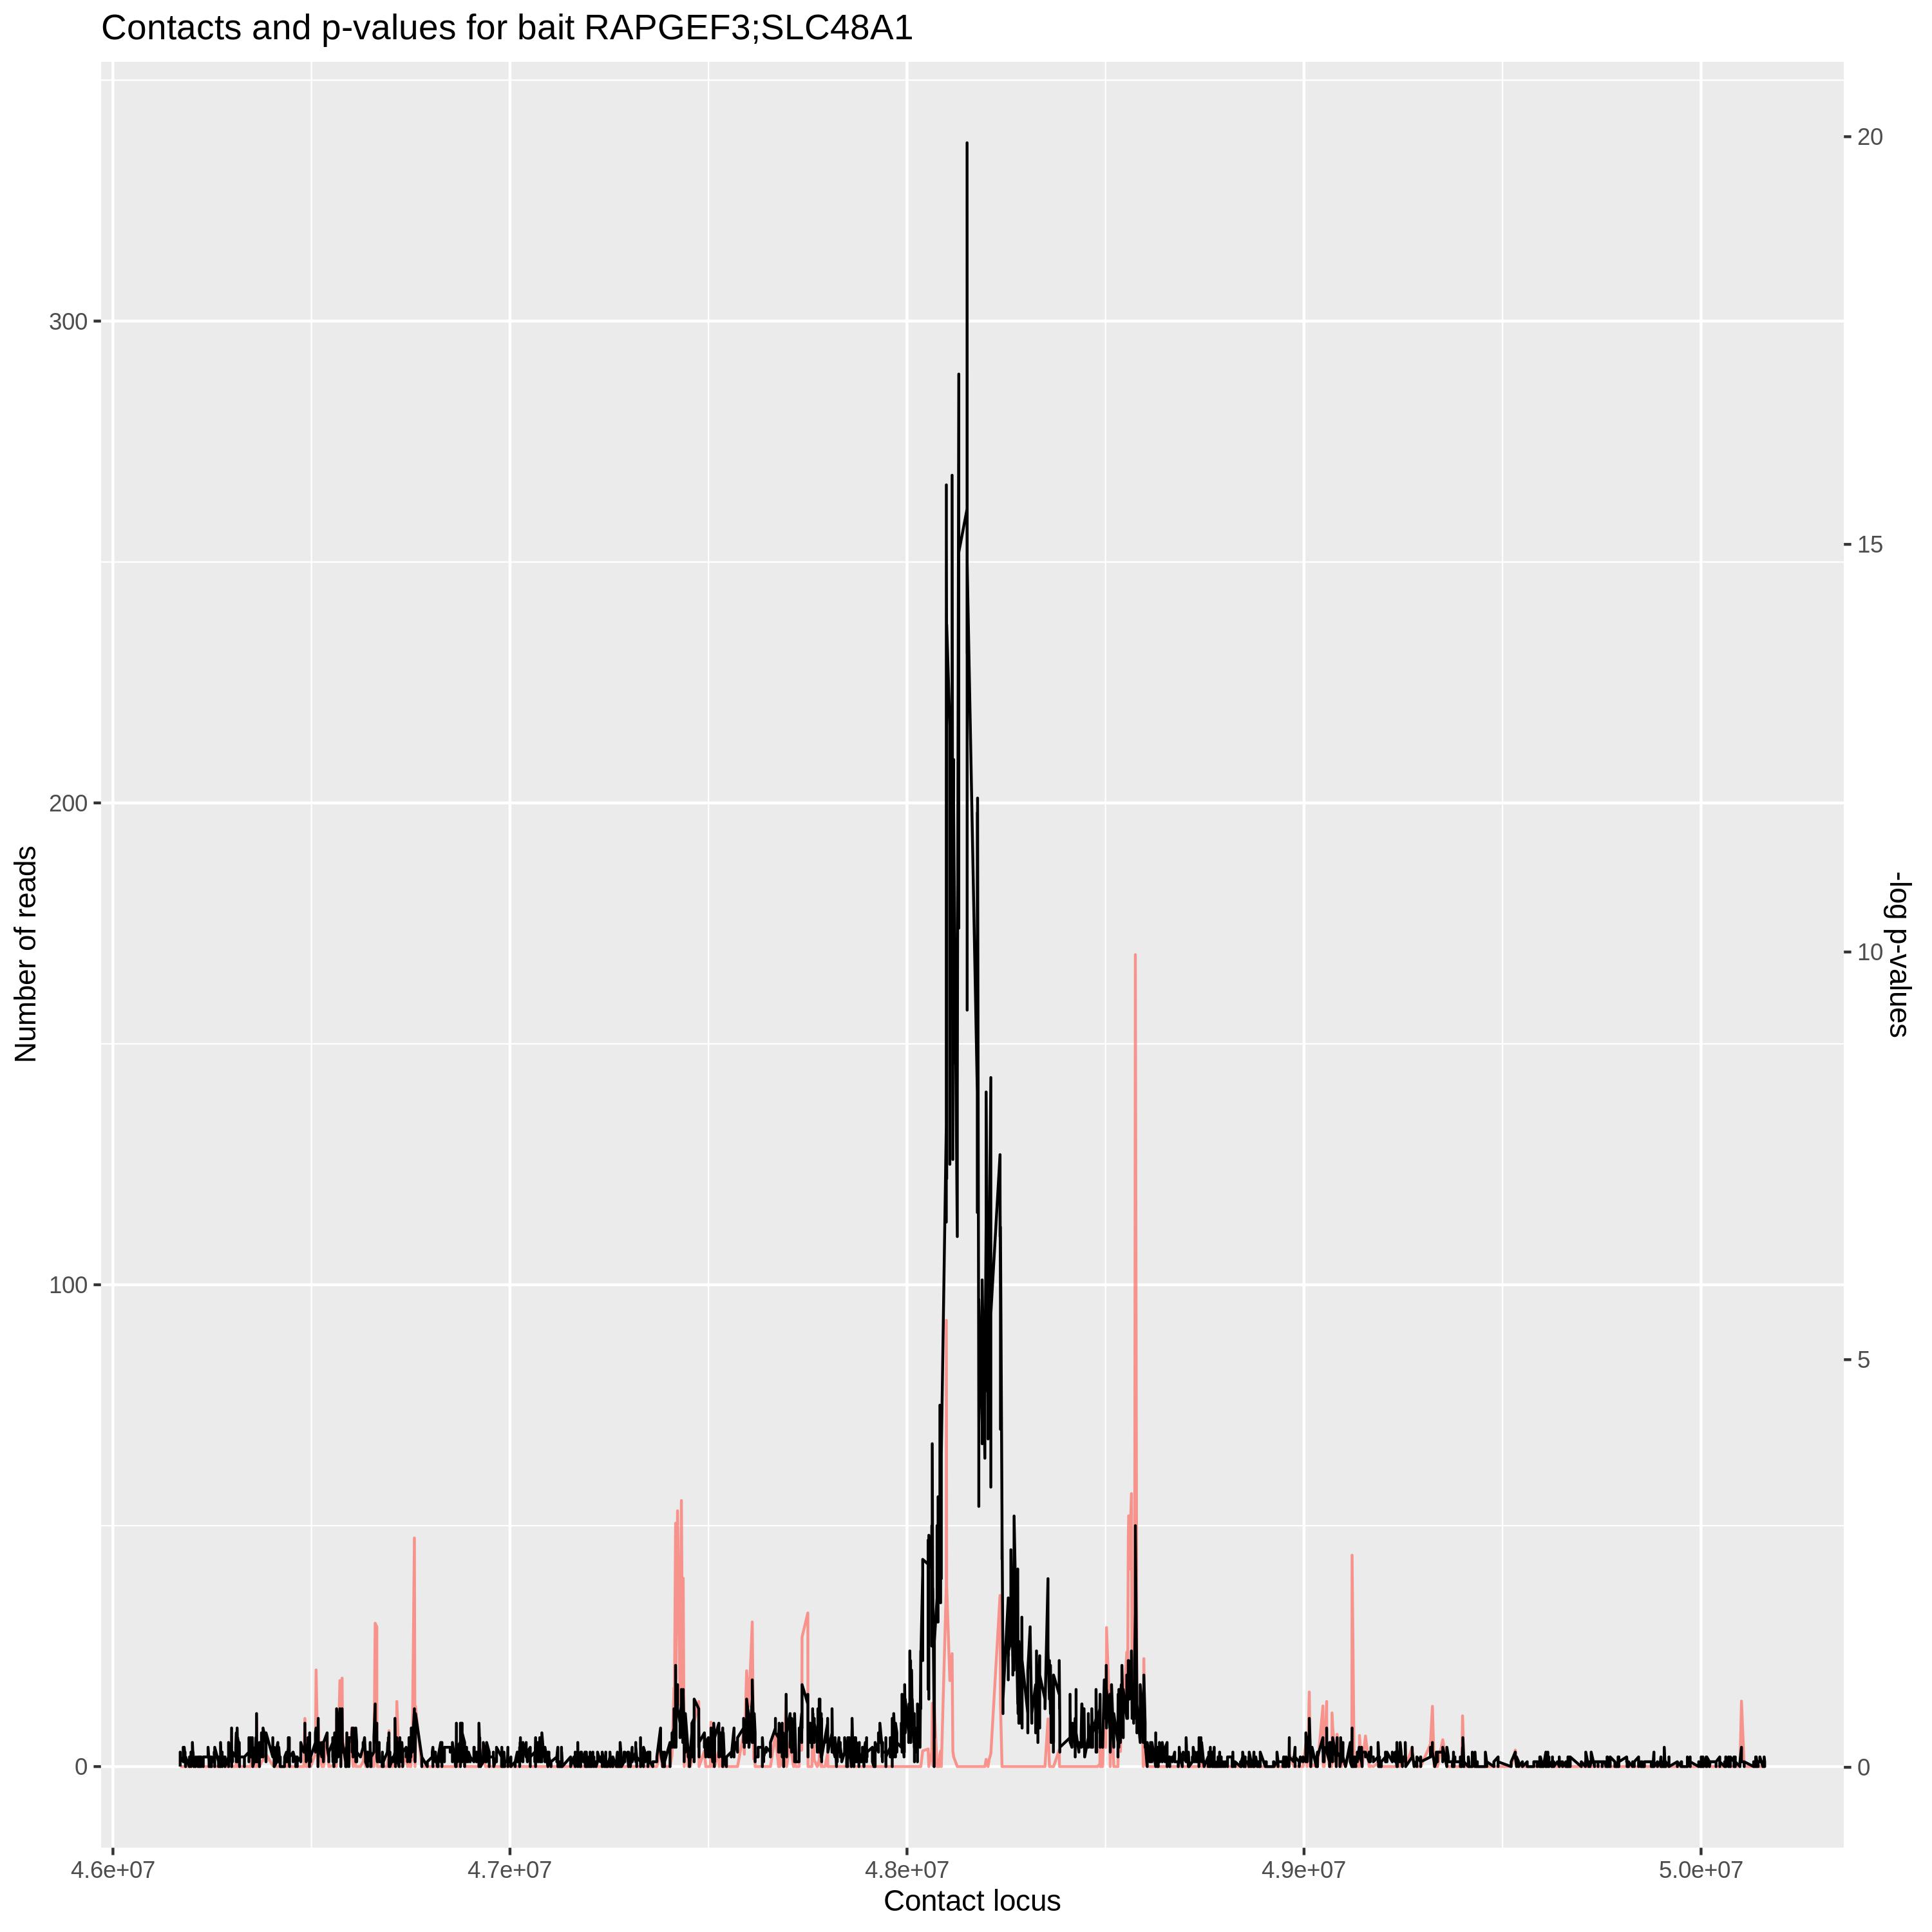 Contacts and p-values for bait RAPGEF3;SLC48A1
Number of reads
300
200
100
0
20
15
10
5
0
-log p-values
4.6e+07
4.7e+07
4.8e+07
4.9e+07
5.0e+07
Contact locus